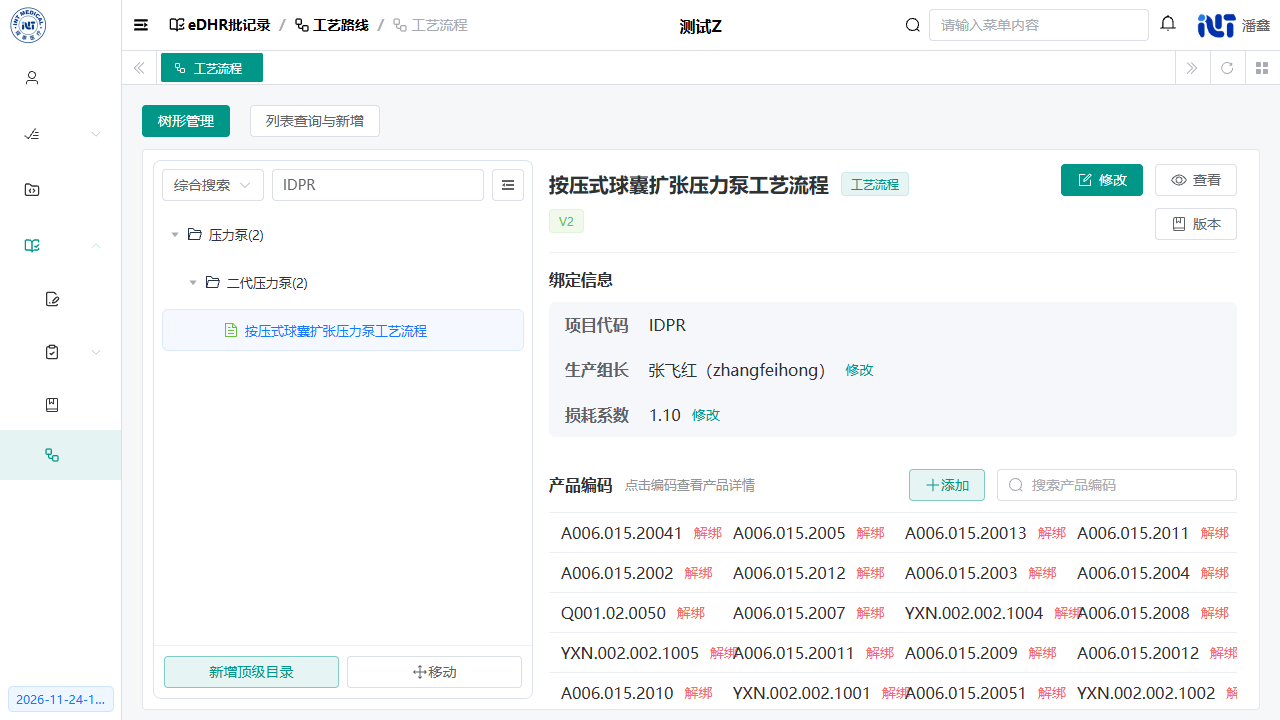 eDHR批记录 / 工艺路线 / 工艺流程
测试Z
请输入菜单内容
潘鑫
工艺流程
树形管理
列表查询与新增
综合搜索
IDPR
压力泵(2)
二代压力泵(2)
按压式球囊扩张压力泵工艺流程
新增顶级目录
移动
2026-11-24-1...
按压式球囊扩张压力泵工艺流程
工艺流程
修改
查看
V2
版本
绑定信息
项目代码 IDPR
生产组长 张飞红（zhangfeihong） 修改
损耗系数 1.10 修改
产品编码 点击编码查看产品详情
添加
搜索产品编码
A006.015.20041 解绑 A006.015.2005 解绑 A006.015.20013 解绑 A006.015.2011 解绑
A006.015.2002 解绑 A006.015.2012 解绑 A006.015.2003 解绑 A006.015.2004 解绑
Q001.02.0050 解绑 A006.015.2007 解绑 YXN.002.002.1004 解绑 A006.015.2008 解绑
YXN.002.002.1005 解绑 A006.015.20011 解绑 A006.015.2009 解绑 A006.015.20012 解绑
A006.015.2010 解绑 YXN.002.002.1001 解绑 A006.015.20051 解绑 YXN.002.002.1002 解